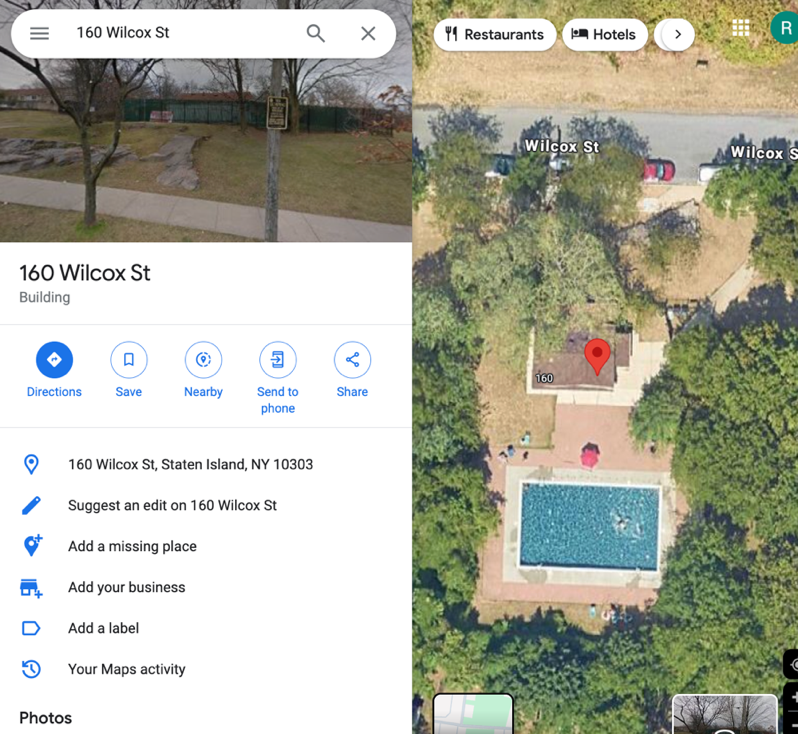 160 Wilcox St
Restaurants
Hotels
R
Wilcox St
Wilcox S
160 Wilcox St
Building
Directions
Save
Nearby
Send to
phone
Share
160
160 Wilcox St, Staten Island, NY 10303
Suggest an edit on 160 Wilcox St
Add a missing place
Add your business
Add a label
Your Maps activity
Photos